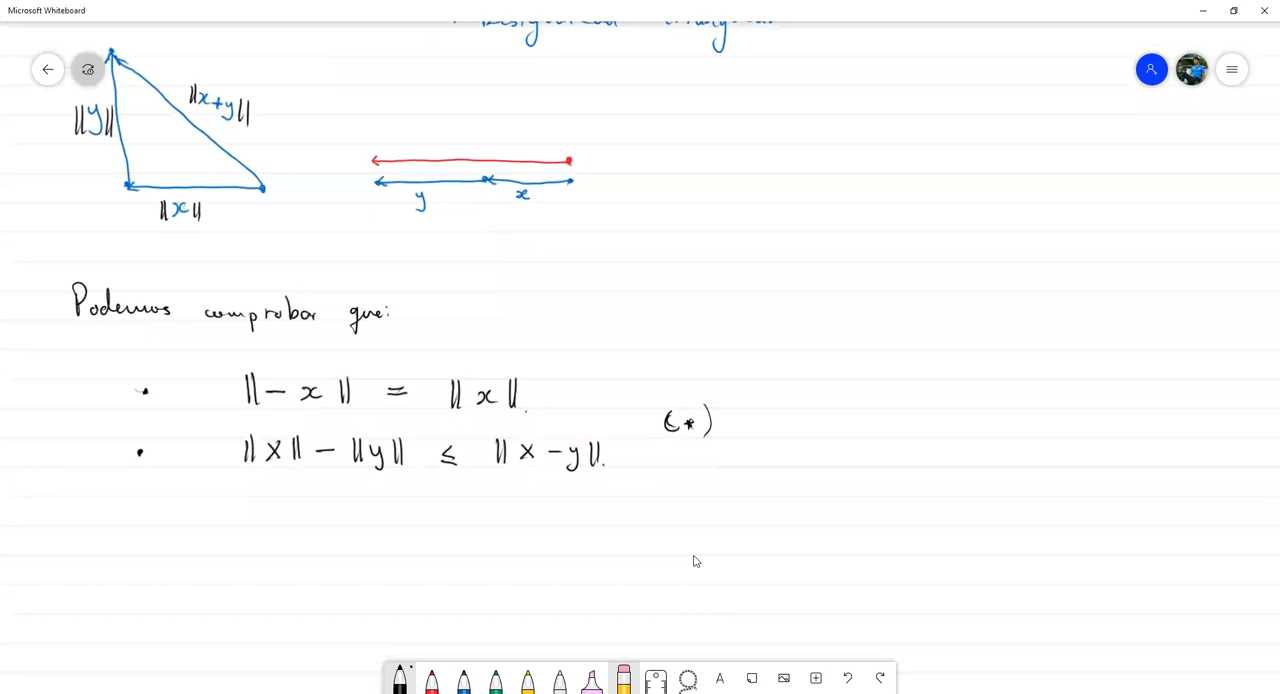 Microsoft Whiteboard
||x+y||
||y||
||x||
y x
Podemos comprobar que:
• ||-x|| = ||x||.
(*)
• ||x|| - ||y|| ≤ ||x-y||.
A